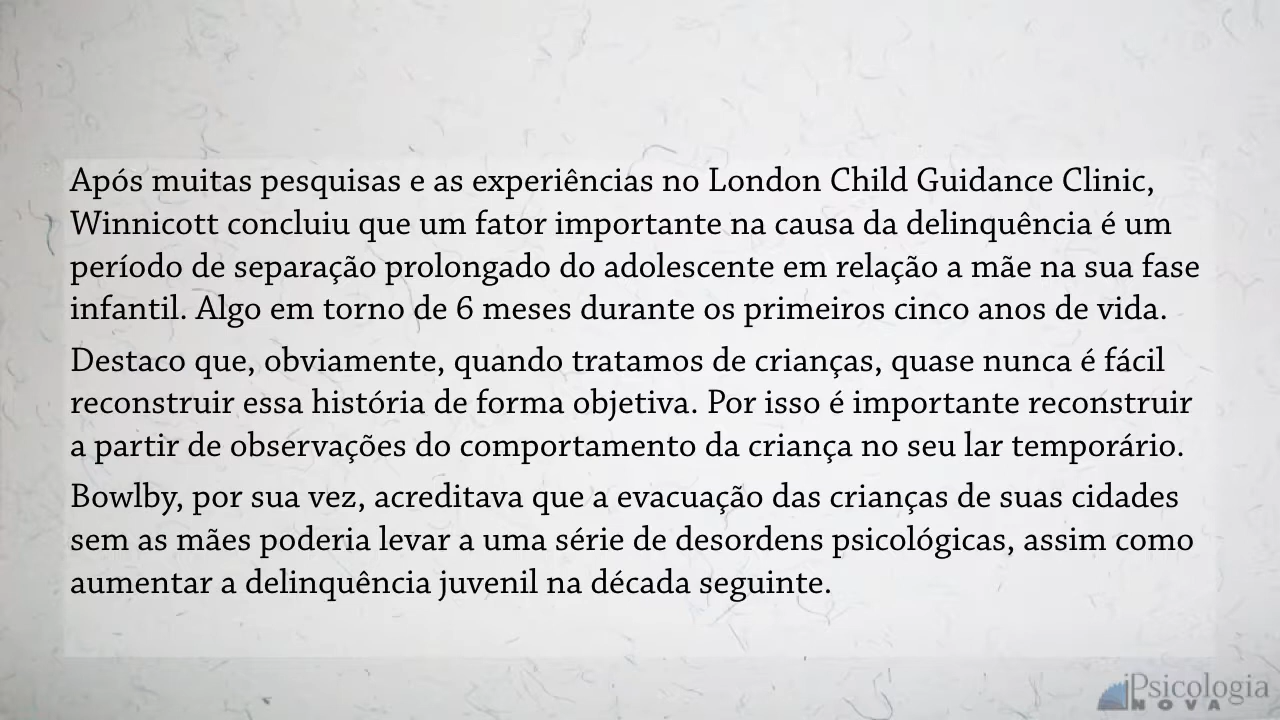 Após muitas pesquisas e as experiências no London Child Guidance Clinic,
Winnicott concluiu que um fator importante na causa da delinquência é um
período de separação prolongado do adolescente em relação a mãe na sua fase
infantil. Algo em torno de 6 meses durante os primeiros cinco anos de vida.
Destaco que, obviamente, quando tratamos de crianças, quase nunca é fácil
reconstruir essa história de forma objetiva. Por isso é importante reconstruir
a partir de observações do comportamento da criança no seu lar temporário.
Bowlby, por sua vez, acreditava que a evacuação das crianças de suas cidades
sem as mães poderia levar a uma série de desordens psicológicas, assim como
aumentar a delinquência juvenil na década seguinte.
Psicologia
NOVA